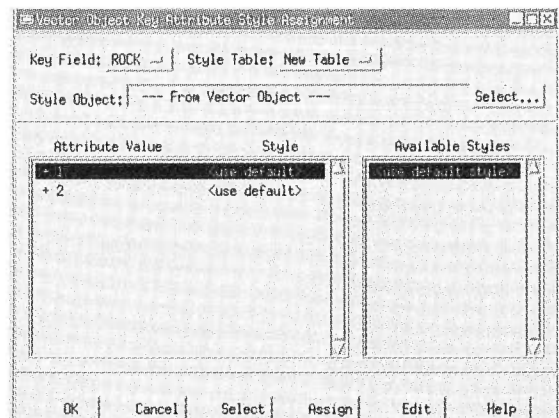 Vector Object Key Attribute Style Assignment
Key Field: ROCK Style Table: New Table
Style Object: --- From Vector Object --- Select...
Attribute Value Style Available Styles
+ 1 <use default> <use default style>
+ 2 <use default>
OK Cancel Select Assign Edit Help